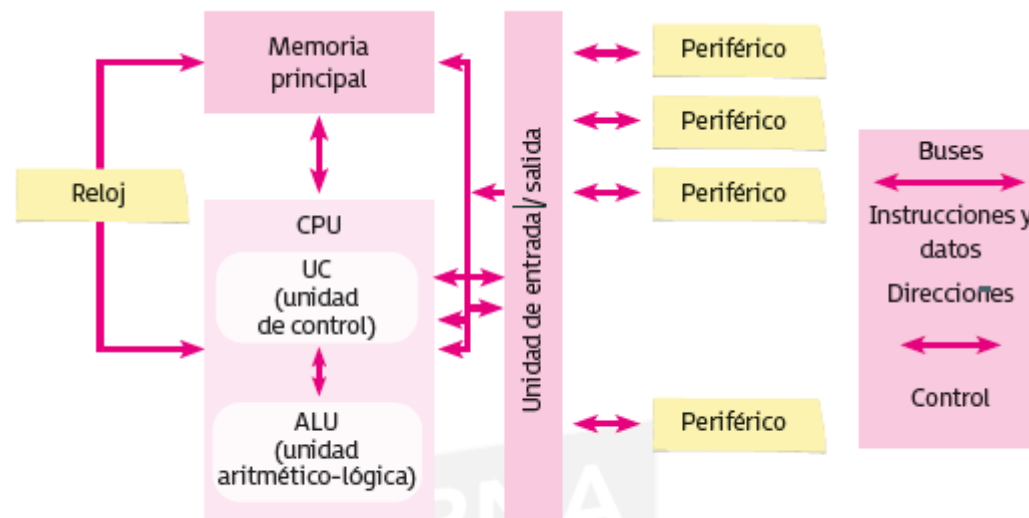 Memoria
principal
Reloj
CPU
UC
(unidad
de control)
ALU
(unidad
aritmético-lógica)
Unidad de entrada / salida
Periférico
Periférico
Periférico
Periférico
Buses
Instrucciones y
datos
Direcciones
Control